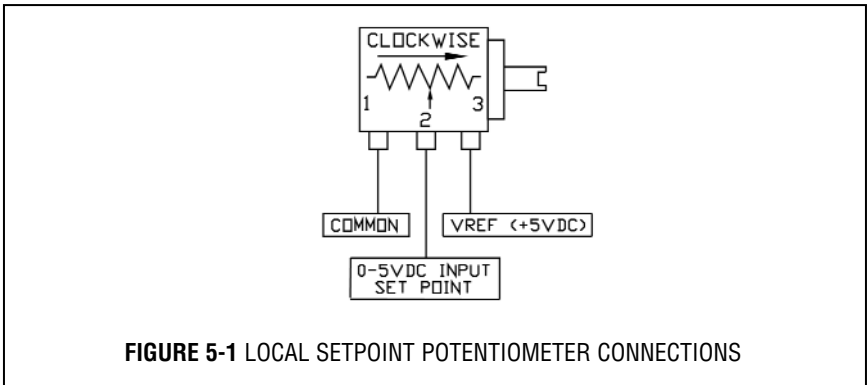 CLOCKWISE
1
2
3
COMMON
VREF (+5VDC)
0-5VDC INPUT
SET POINT
FIGURE 5-1 LOCAL SETPOINT POTENTIOMETER CONNECTIONS